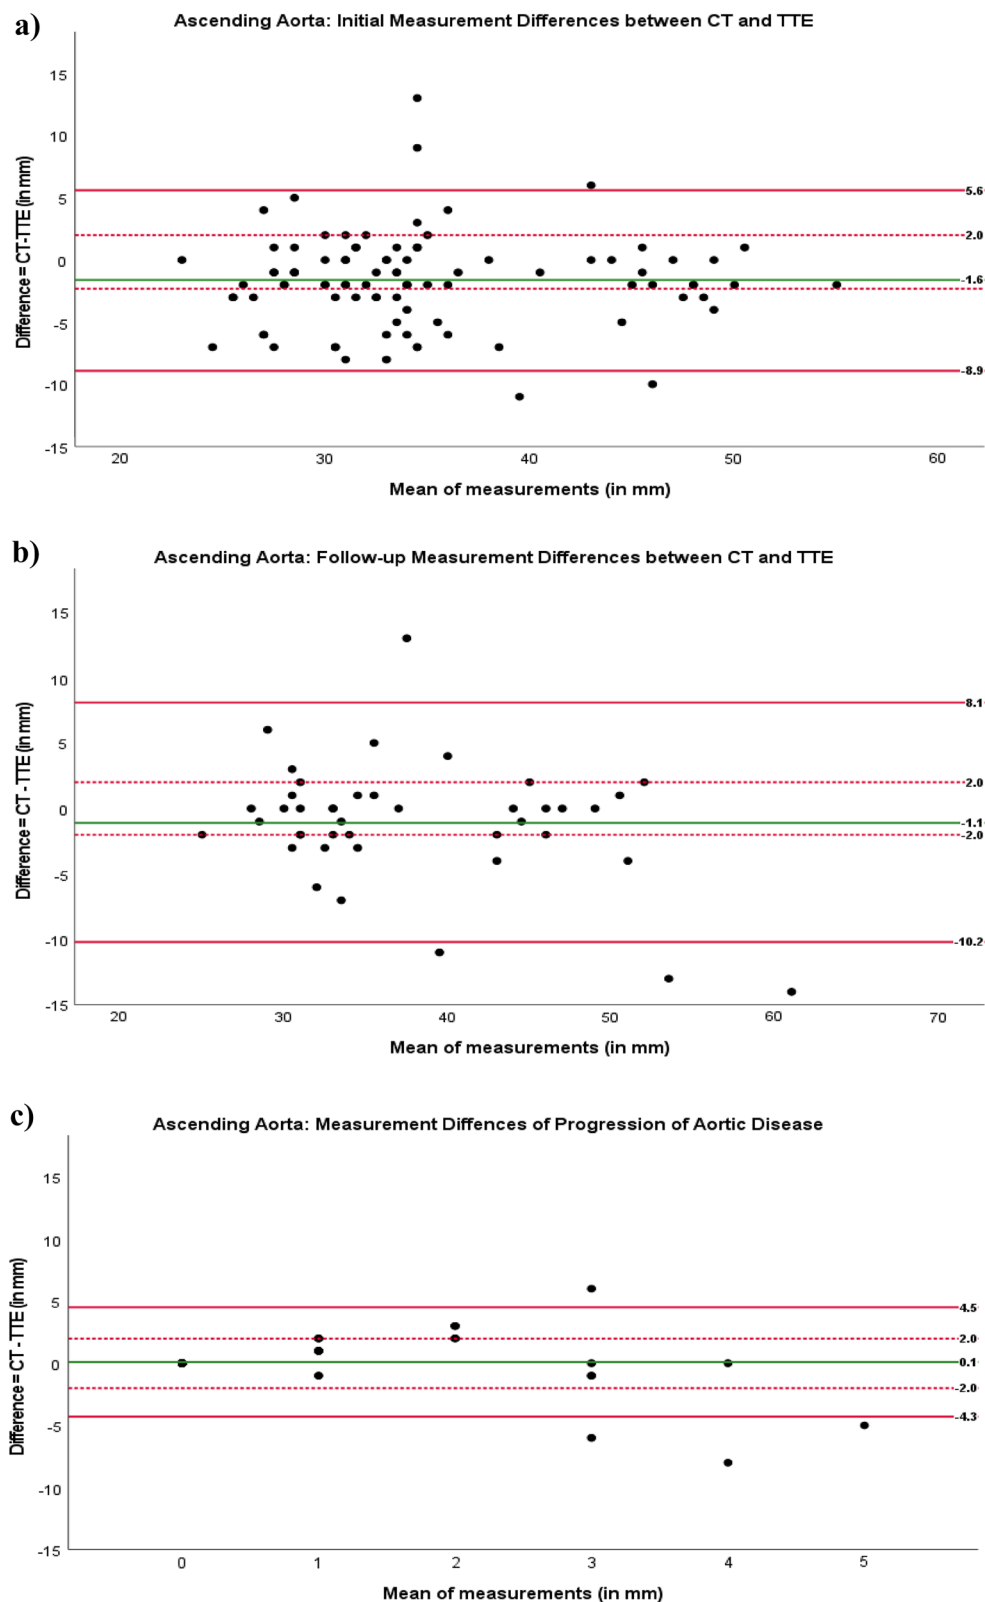 a)
Ascending Aorta: Initial Measurement Differences between CT and TTE
Difference = CT-TTE (in mm)
15
10
5
0
-5
-10
-15
5.6
2.0
-1.6
-8.9
20 30 40 50 60
Mean of measurements (in mm)
b)
Ascending Aorta: Follow-up Measurement Differences between CT and TTE
Difference = CT - TTE (in mm)
15
10
5
0
-5
-10
-15
8.1
2.0
-1.1
-2.0
-10.2
20 30 40 50 60 70
Mean of measurements (in mm)
c)
Ascending Aorta: Measurement Diffences of Progression of Aortic Disease
Difference = CT - TTE (in mm)
15
10
5
0
-5
-10
-15
4.5
2.0
0.1
-2.0
-4.3
0 1 2 3 4 5
Mean of measurements (in mm)